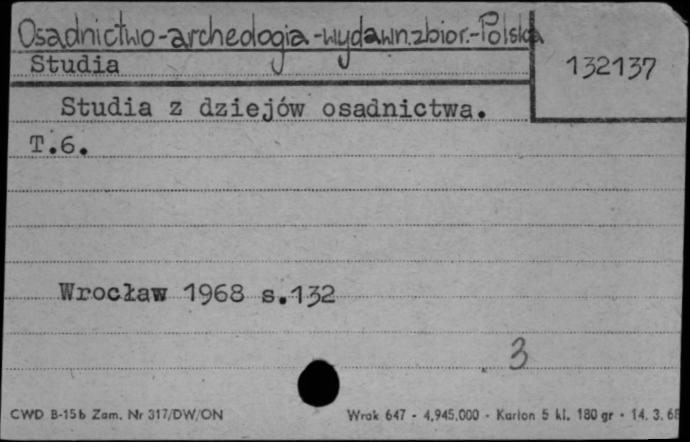 Osadnictwo-archeologia-wydawn.zbior.-Polska
Studia
132137
Studia z dziejów osadnictwa.
T.6.
Wrocław 1968 s.132
3
CWD B-15b Zam. Nr 317/DW/ON
Wrak 647 - 4.945.000 - Karton 5 kl. 180 gr - 14. 3. 68